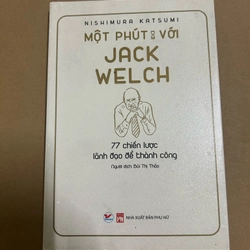 NISHIMURA KATSUMI
MỘT PHÚT VỚI
JACK
WELCH
77 chiến lược
lãnh đạo để thành công
Người dịch: Bùi Thị Thảo
NHÀ XUẤT BẢN PHỤ NỮ